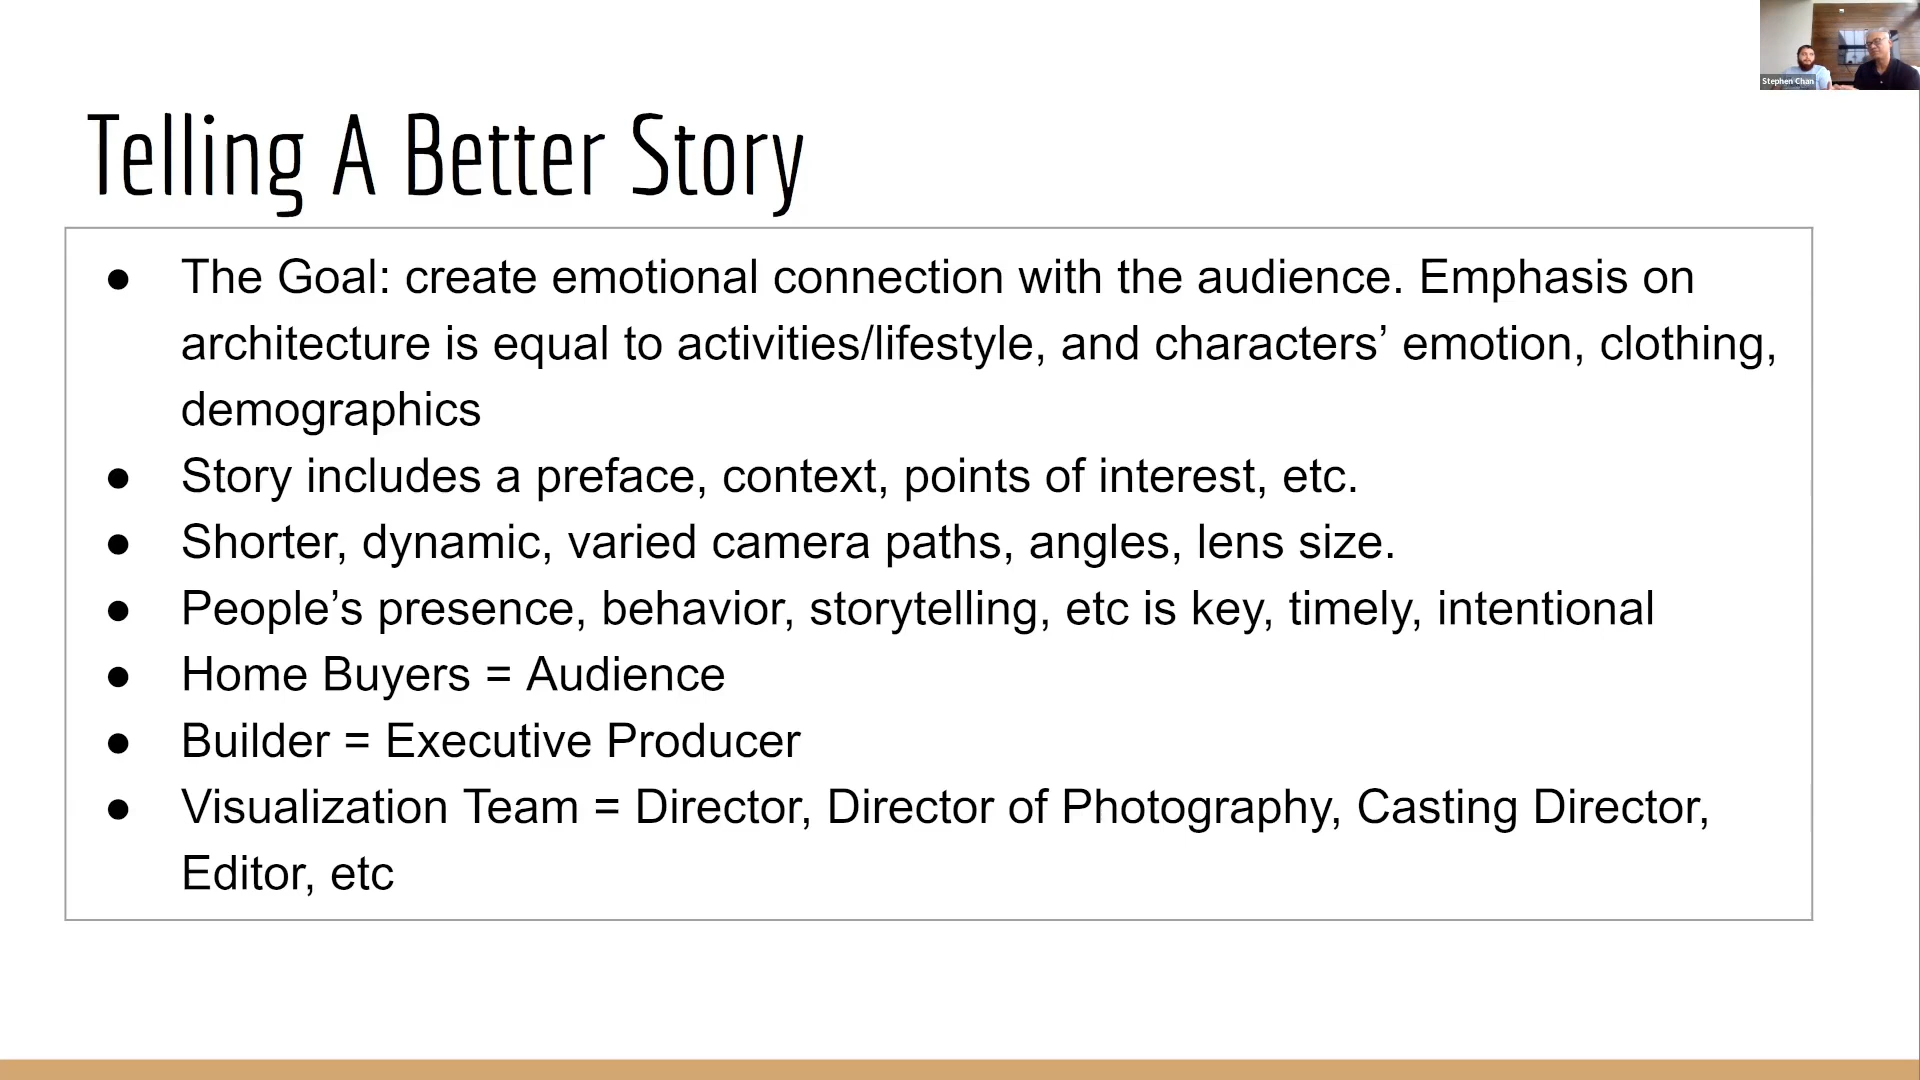 Stephen Chan
Telling A Better Story
● The Goal: create emotional connection with the audience. Emphasis on
architecture is equal to activities/lifestyle, and characters’ emotion, clothing,
demographics
● Story includes a preface, context, points of interest, etc.
● Shorter, dynamic, varied camera paths, angles, lens size.
● People’s presence, behavior, storytelling, etc is key, timely, intentional
● Home Buyers = Audience
● Builder = Executive Producer
● Visualization Team = Director, Director of Photography, Casting Director,
Editor, etc